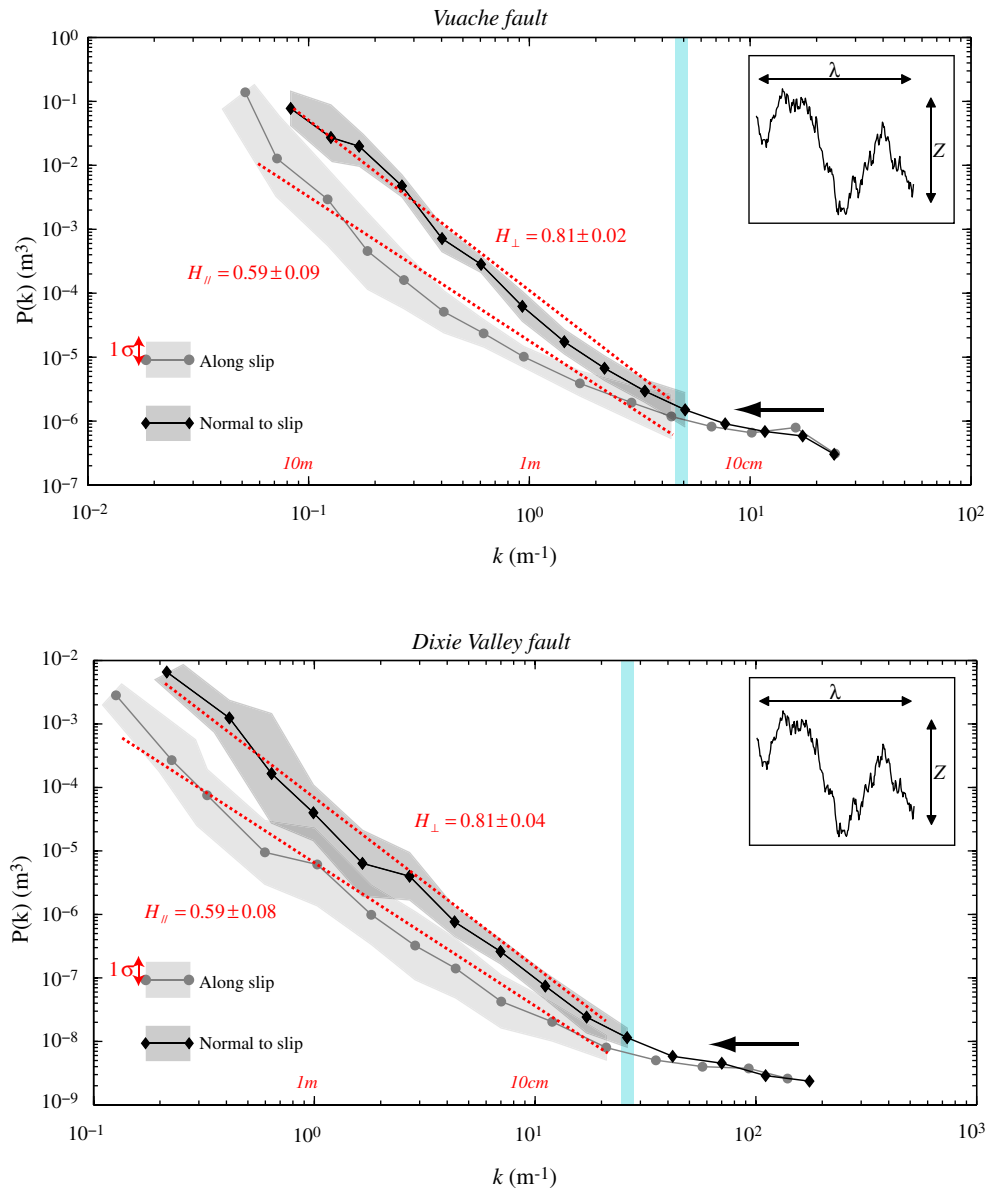 Vuache fault
10⁰
10⁻¹
10⁻²
10⁻³
10⁻⁴
10⁻⁵
10⁻⁶
10⁻⁷
P(k) (m³)
λ
Z
H⊥ = 0.81±0.02
H// = 0.59±0.09
1σ
Along slip
Normal to slip
10m 1m 10cm
10⁻² 10⁻¹ 10⁰ 10¹ 10²
k (m⁻¹)
Dixie Valley fault
10⁻²
10⁻³
10⁻⁴
10⁻⁵
10⁻⁶
10⁻⁷
10⁻⁸
10⁻⁹
P(k) (m³)
λ
Z
H⊥ = 0.81±0.04
H// = 0.59±0.08
1σ
Along slip
Normal to slip
1m 10cm
10⁻¹ 10⁰ 10¹ 10² 10³
k (m⁻¹)